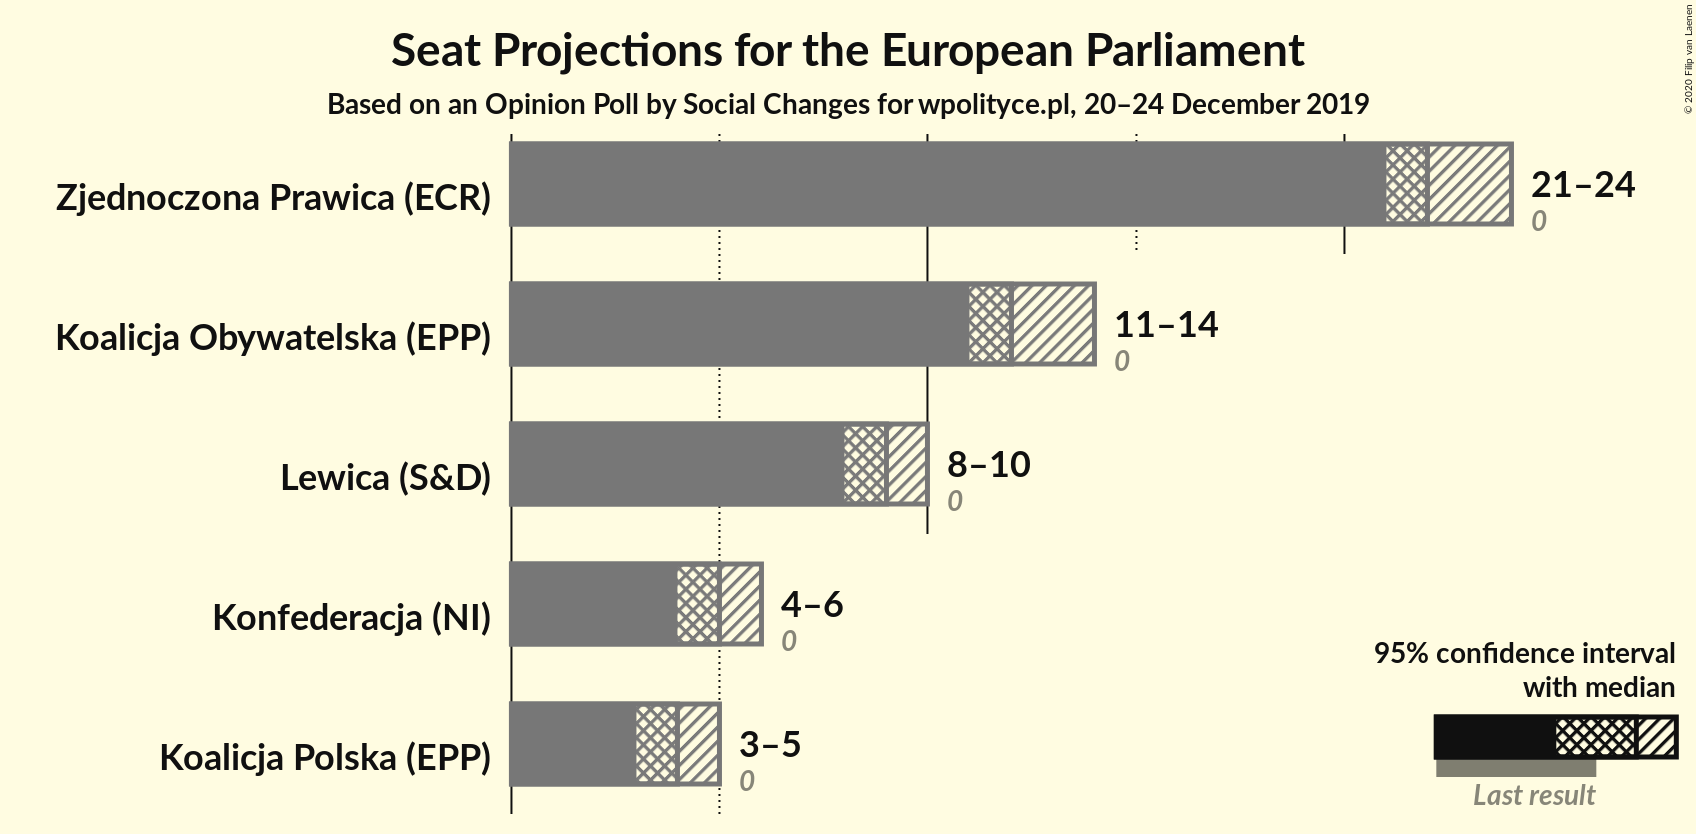 Seat Projections for the European Parliament
Based on an Opinion Poll by Social Changes for wpolityce.pl, 20–24 December 2019
© 2020 Filip van Laenen
Zjednoczona Prawica (ECR)
21–24
0
Koalicja Obywatelska (EPP)
11–14
0
Lewica (S&D)
8–10
0
Konfederacja (NI)
4–6
0
Koalicja Polska (EPP)
3–5
0
95% confidence interval
with median
Last result